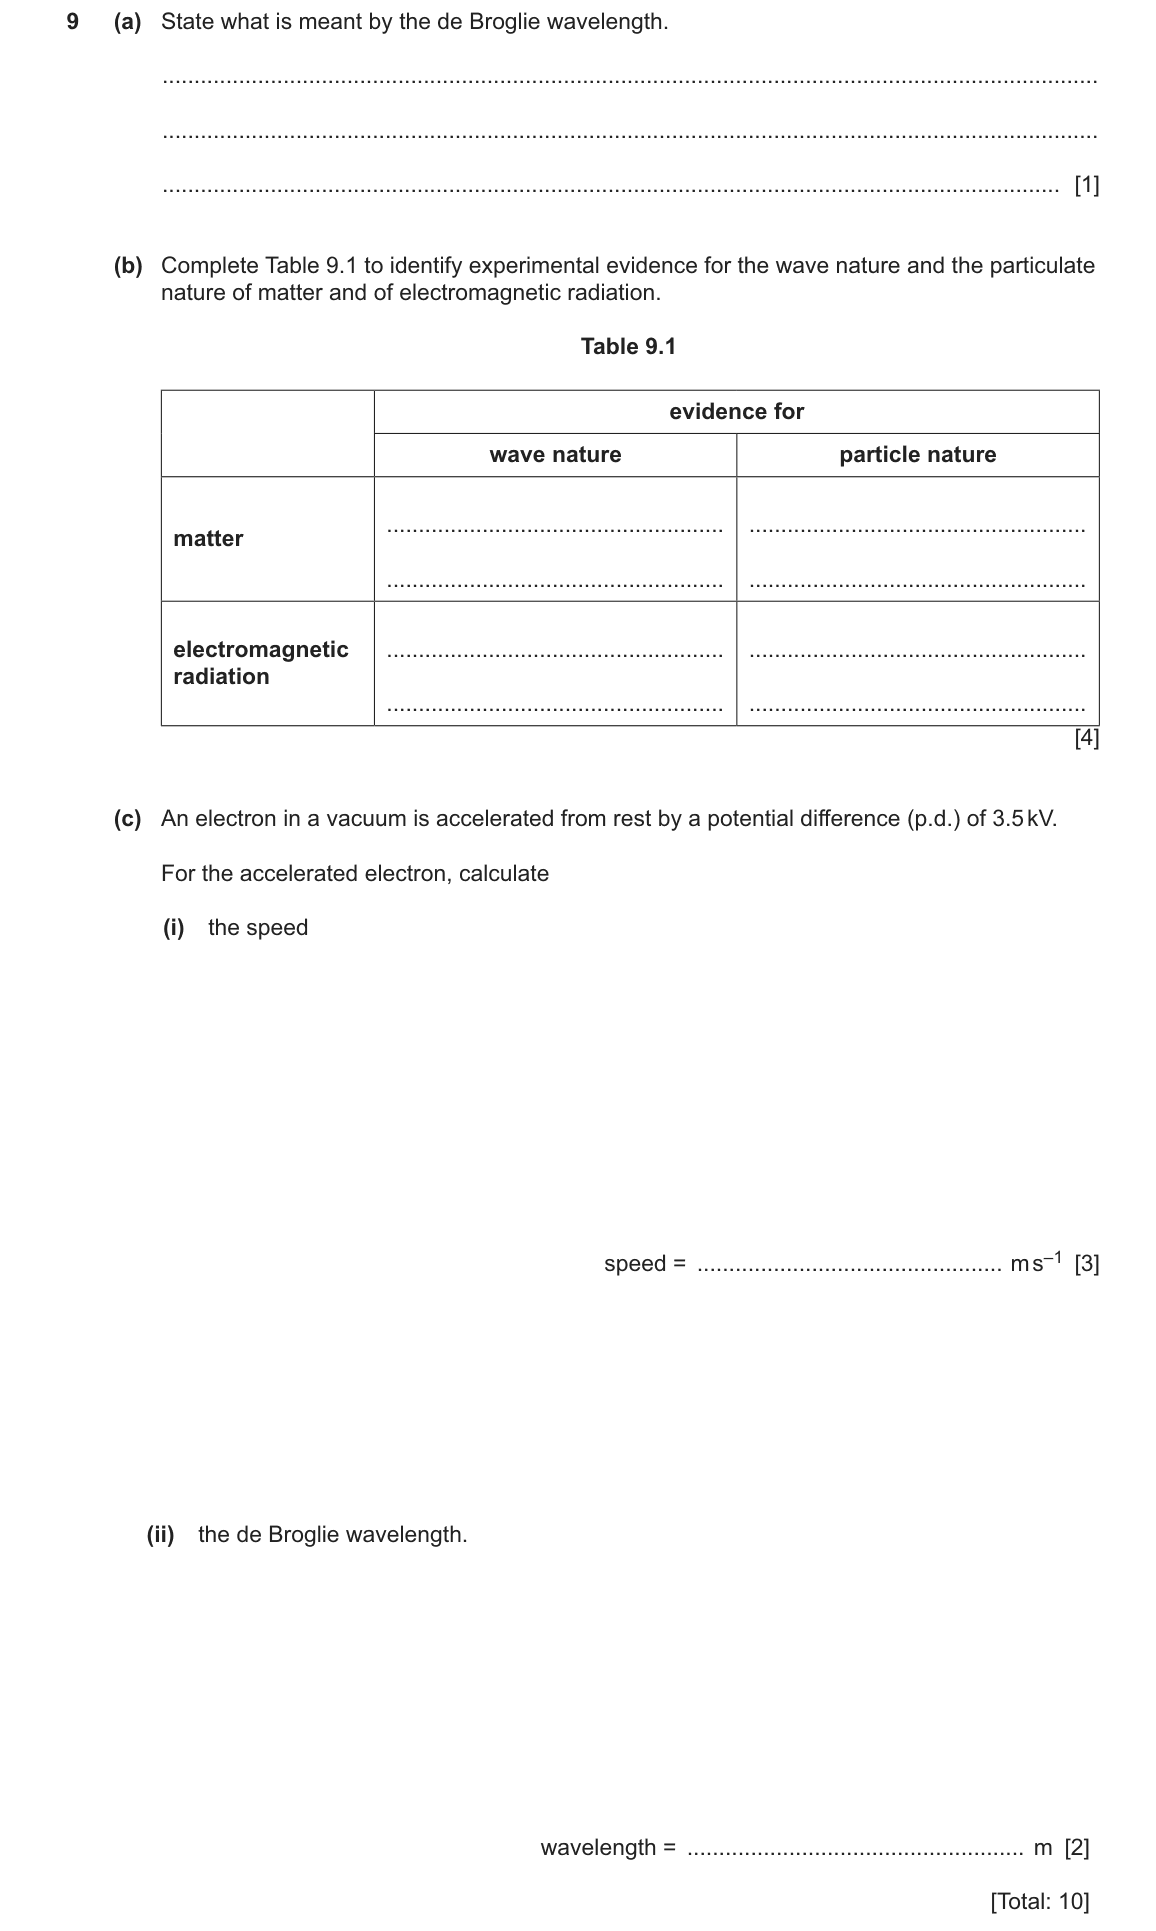 9 (a) State what is meant by the de Broglie wavelength.
..........................................................................................................................................................
..........................................................................................................................................................
.................................................................................................................................................... [1]
(b) Complete Table 9.1 to identify experimental evidence for the wave nature and the particulate
nature of matter and of electromagnetic radiation.
Table 9.1
evidence for
wave nature particle nature
matter
..................................................... .....................................................
..................................................... .....................................................
electromagnetic
radiation
..................................................... .....................................................
..................................................... .....................................................
[4]
(c) An electron in a vacuum is accelerated from rest by a potential difference (p.d.) of 3.5 kV.
For the accelerated electron, calculate
(i) the speed
speed = ................................................ m s⁻¹ [3]
(ii) the de Broglie wavelength.
wavelength = ..................................................... m [2]
[Total: 10]